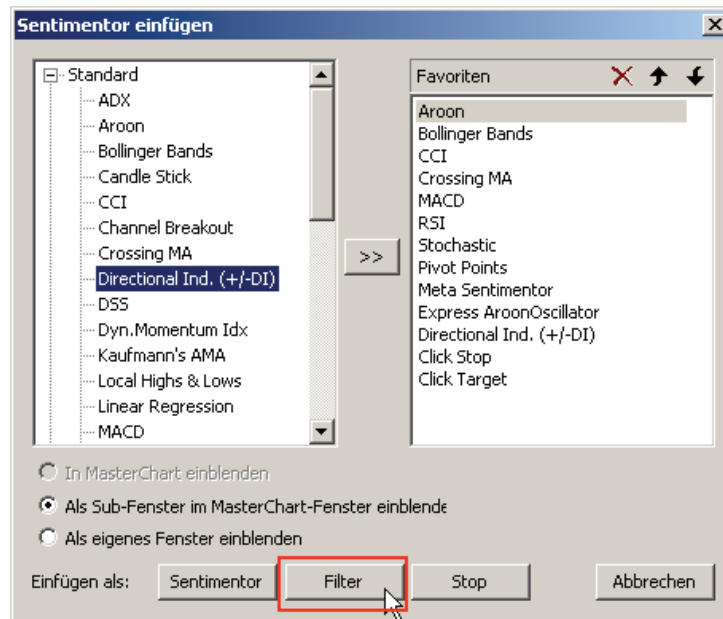 Sentimentor einfügen
Standard
ADX
Aroon
Bollinger Bands
Candle Stick
CCI
Channel Breakout
Crossing MA
Directional Ind. (+/-DI)
DSS
Dyn.Momentum Idx
Kaufmann's AMA
Local Highs & Lows
Linear Regression
MACD
>>
Favoriten
Aroon
Bollinger Bands
CCI
Crossing MA
MACD
RSI
Stochastic
Pivot Points
Meta Sentimentor
Express AroonOscillator
Directional Ind. (+/-DI)
Click Stop
Click Target
In MasterChart einblenden
Als Sub-Fenster im MasterChart-Fenster einblende
Als eigenes Fenster einblenden
Einfügen als: Sentimentor Filter Stop Abbrechen